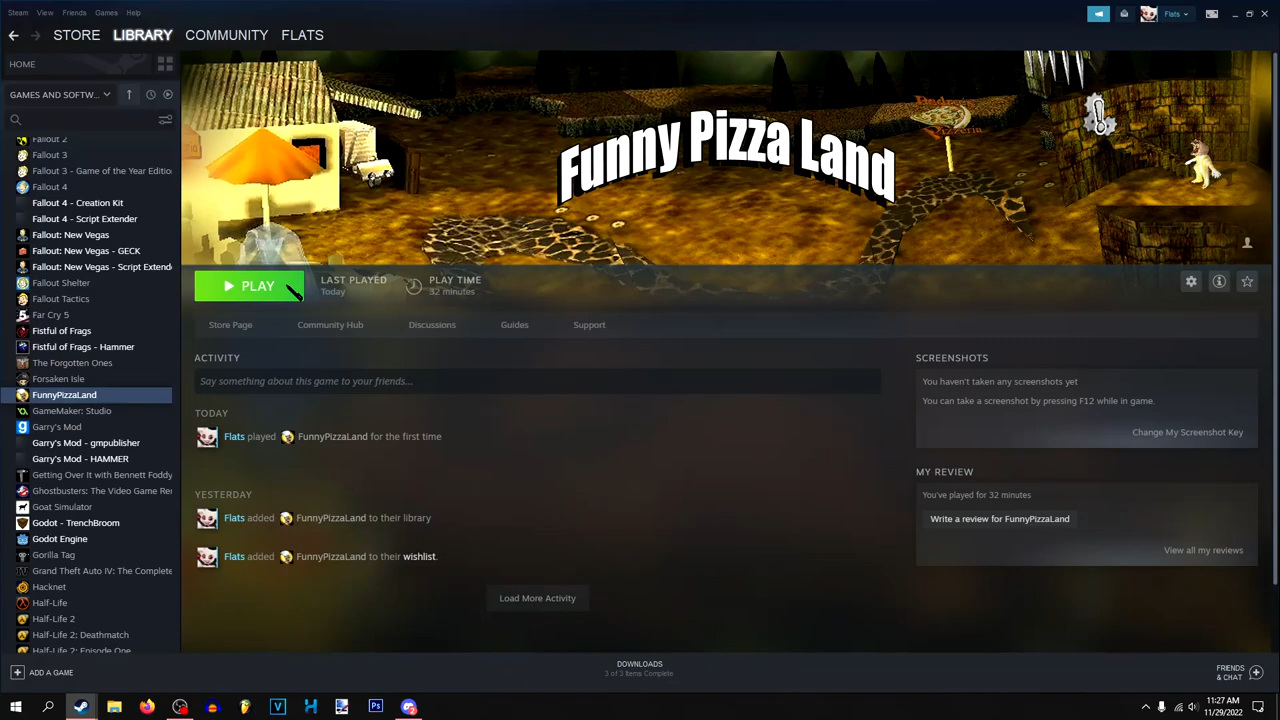 Steam View Friends Games Help
Flats
STORE LIBRARY COMMUNITY FLATS
HOME
GAMES AND SOFTW...
Fallout 2
Fallout 3
Fallout 3 - Game of the Year Editio
Fallout 4
Fallout 4 - Creation Kit
Fallout 4 - Script Extender
Fallout: New Vegas
Fallout: New Vegas - GECK
Fallout: New Vegas - Script Extend
Fallout Shelter
Fallout Tactics
Far Cry 5
Fistful of Frags
Fistful of Frags - Hammer
The Forgotten Ones
Forsaken Isle
FunnyPizzaLand
GameMaker: Studio
Garry's Mod
Garry's Mod - gmpublisher
Garry's Mod - HAMMER
Getting Over It with Bennett Foddy
Ghostbusters: The Video Game Re
Goat Simulator
Godot - TrenchBroom
Godot Engine
Gorilla Tag
Grand Theft Auto IV: The Complete
Hacknet
Half-Life
Half-Life 2
Half-Life 2: Deathmatch
Half-Life 2: Episode One
ADD A GAME
Funny Pizza Land
Pizzeria
PLAY
LAST PLAYED
Today
PLAY TIME
32 minutes
Store Page Community Hub Discussions Guides Support
ACTIVITY
Say something about this game to your friends...
TODAY
Flats played FunnyPizzaLand for the first time
YESTERDAY
Flats added FunnyPizzaLand to their library
Flats added FunnyPizzaLand to their wishlist.
Load More Activity
SCREENSHOTS
You haven't taken any screenshots yet
You can take a screenshot by pressing F12 while in game.
Change My Screenshot Key
MY REVIEW
You've played for 32 minutes
Write a review for FunnyPizzaLand
View all my reviews
DOWNLOADS
3 of 3 Items Complete
FRIENDS
& CHAT
V
Ps
11:27 AM
11/29/2022